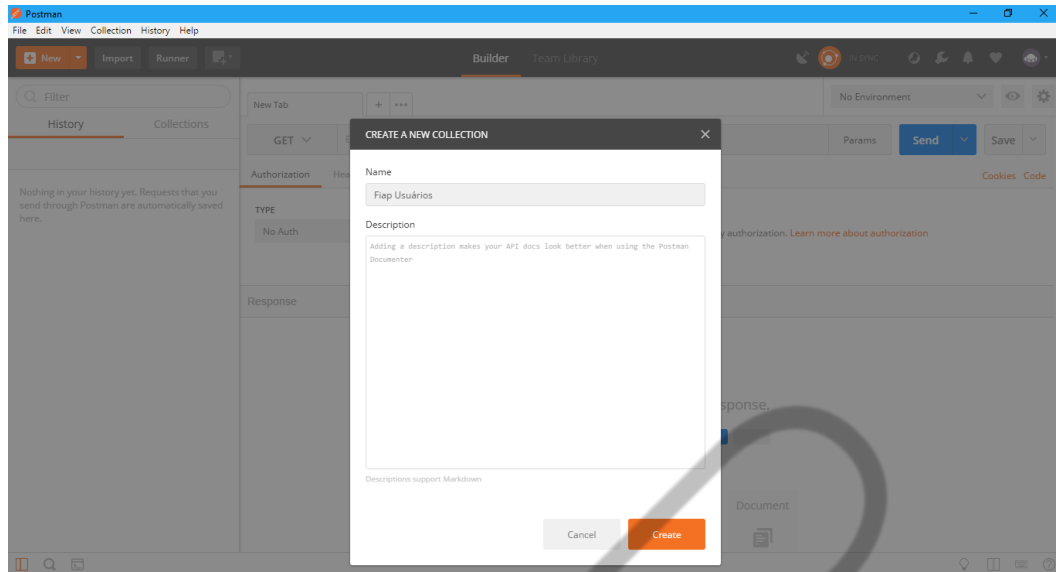 Postman
File Edit View Collection History Help
New Import Runner
Builder Team Library
IN SYNC
Filter
History Collections
Nothing in your history yet. Requests that you
send through Postman are automatically saved
here.
New Tab
No Environment
GET
Params Send Save
Authorization
Cookies Code
TYPE
No Auth
authorization. Learn more about authorization
Response
CREATE A NEW COLLECTION
Name
Fiap Usuários
Description
Adding a description makes your API docs look better when using the Postman
Documenter
Descriptions support Markdown
Cancel Create
Document